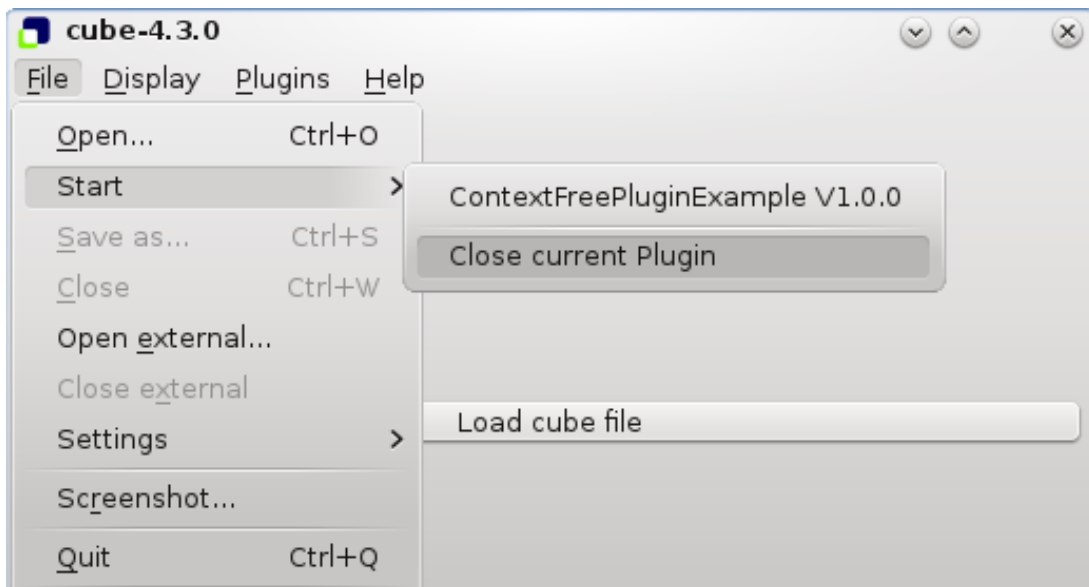 cube-4.3.0
File Display Plugins Help
Open... Ctrl+O
Start
ContextFreePluginExample V1.0.0
Save as... Ctrl+S
Close current Plugin
Close Ctrl+W
Open external...
Close external
Load cube file
Settings
Screenshot...
Quit Ctrl+Q